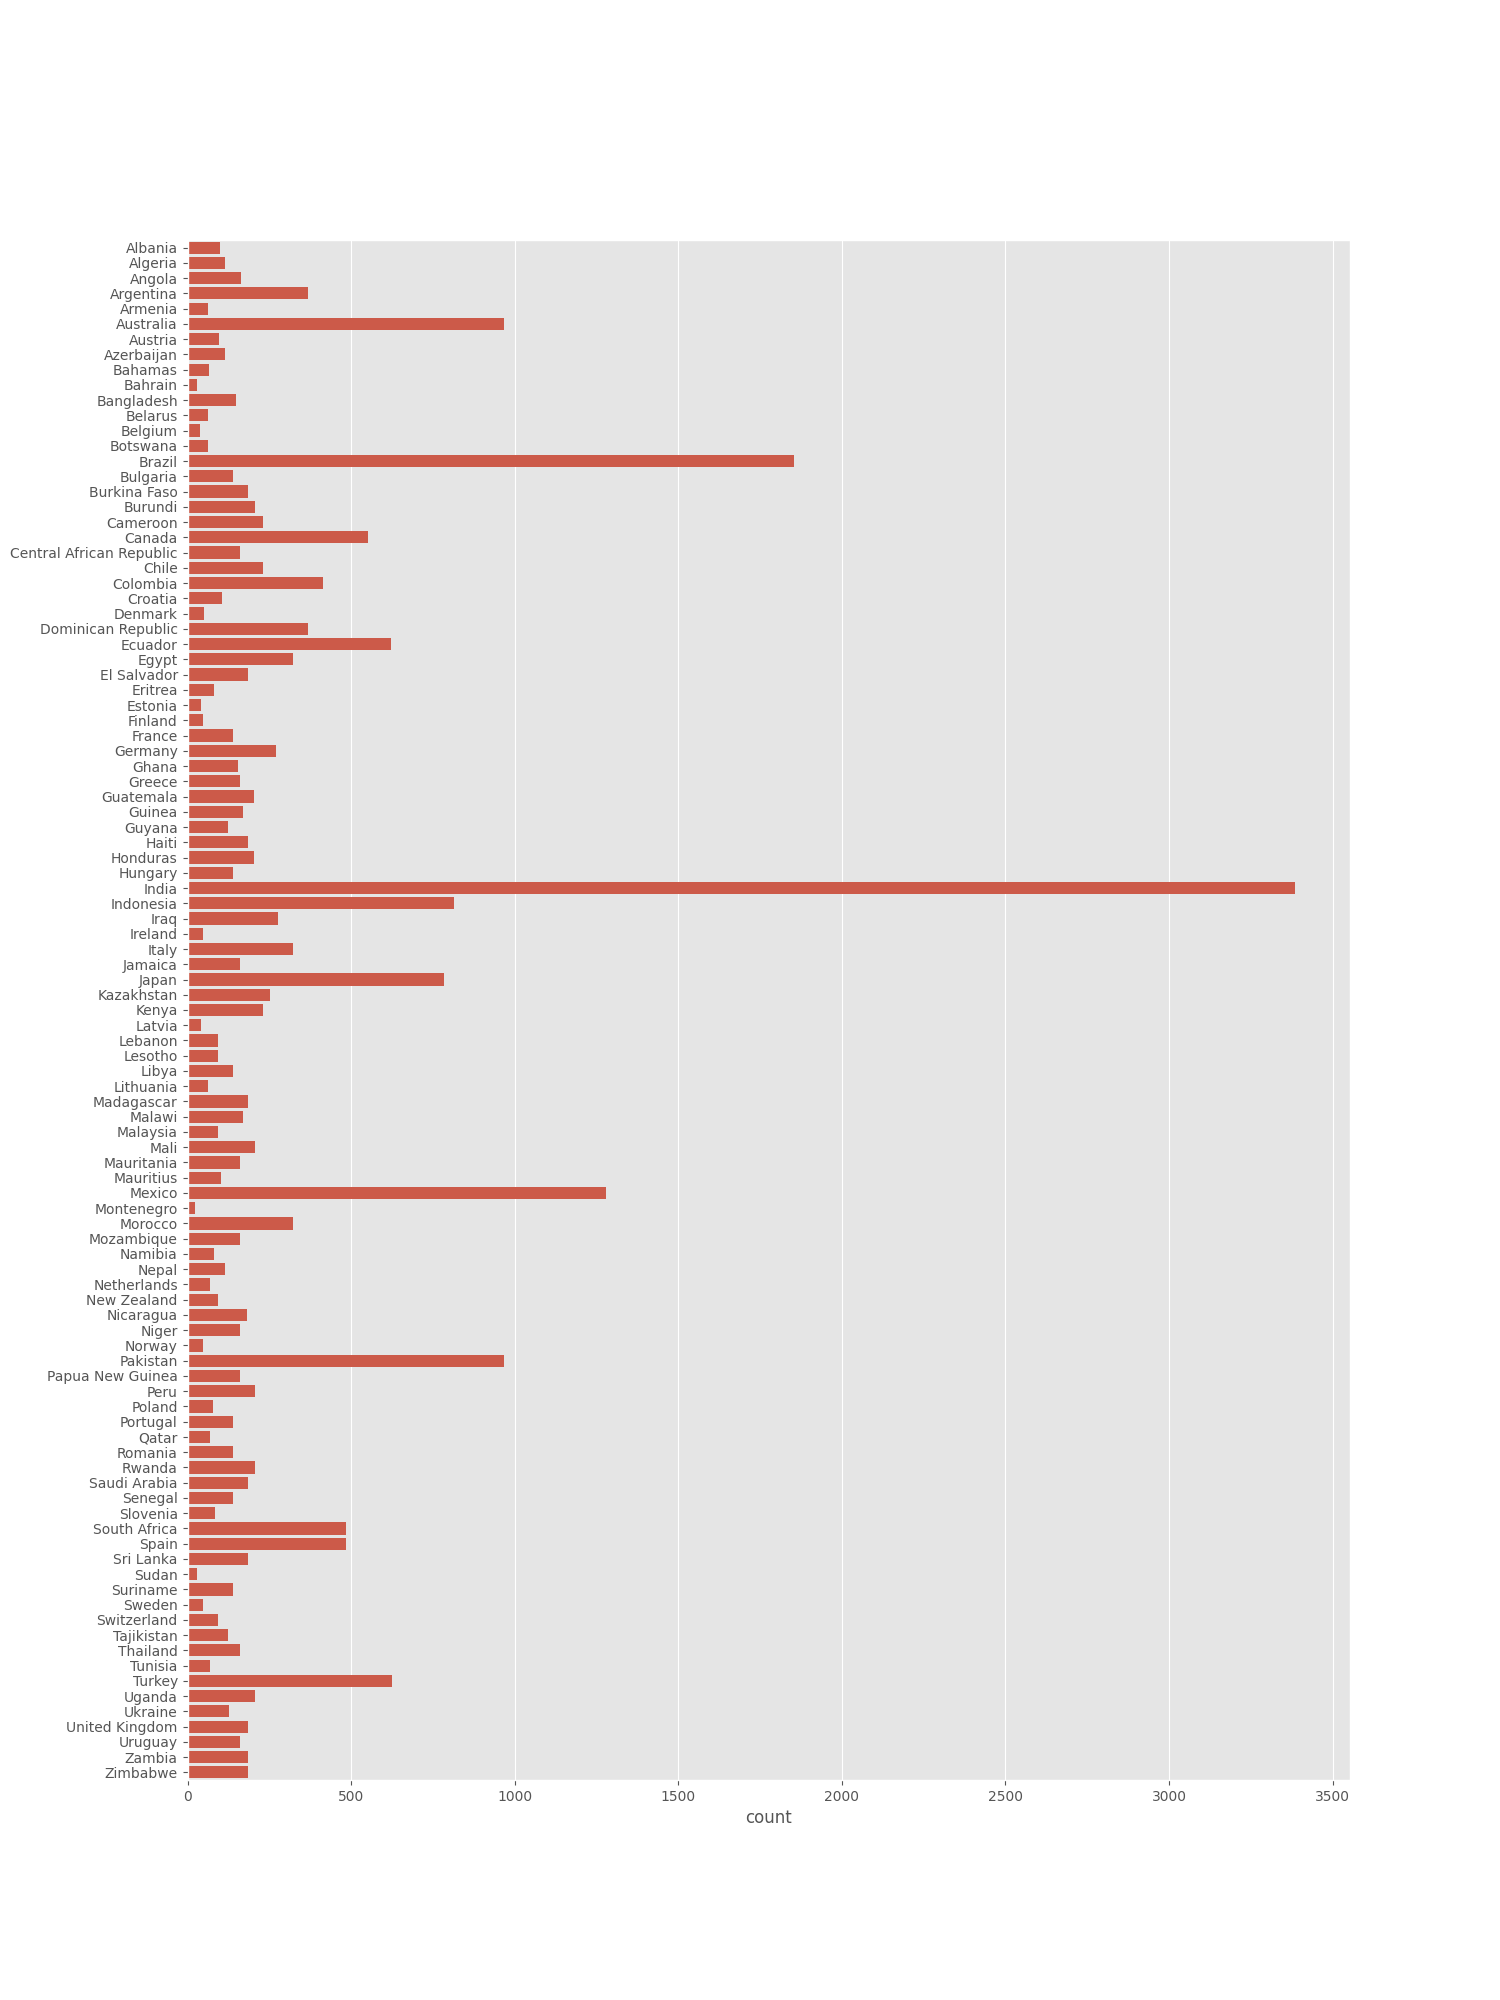 Albania
Algeria
Angola
Argentina
Armenia
Australia
Austria
Azerbaijan
Bahamas
Bahrain
Bangladesh
Belarus
Belgium
Botswana
Brazil
Bulgaria
Burkina Faso
Burundi
Cameroon
Canada
Central African Republic
Chile
Colombia
Croatia
Denmark
Dominican Republic
Ecuador
Egypt
El Salvador
Eritrea
Estonia
Finland
France
Germany
Ghana
Greece
Guatemala
Guinea
Guyana
Haiti
Honduras
Hungary
India
Indonesia
Iraq
Ireland
Italy
Jamaica
Japan
Kazakhstan
Kenya
Latvia
Lebanon
Lesotho
Libya
Lithuania
Madagascar
Malawi
Malaysia
Mali
Mauritania
Mauritius
Mexico
Montenegro
Morocco
Mozambique
Namibia
Nepal
Netherlands
New Zealand
Nicaragua
Niger
Norway
Pakistan
Papua New Guinea
Peru
Poland
Portugal
Qatar
Romania
Rwanda
Saudi Arabia
Senegal
Slovenia
South Africa
Spain
Sri Lanka
Sudan
Suriname
Sweden
Switzerland
Tajikistan
Thailand
Tunisia
Turkey
Uganda
Ukraine
United Kingdom
Uruguay
Zambia
Zimbabwe
0 500 1000 1500 2000 2500 3000 3500
count